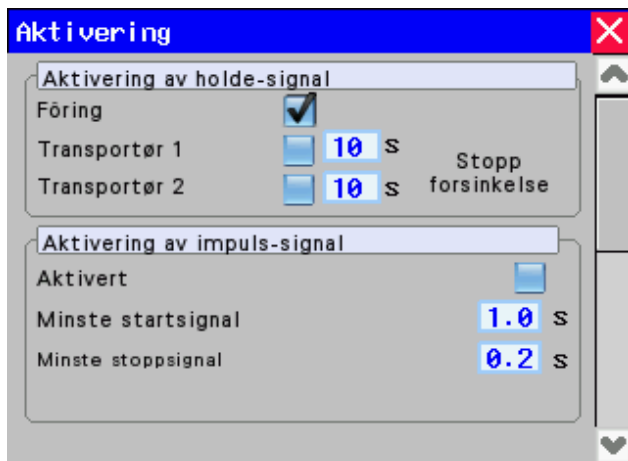 Aktivering
Aktivering av holde-signal
Föring
Transportør 1 10 s
Stopp
Transportør 2 10 s
forsinkelse
Aktivering av impuls-signal
Aktivert
Minste startsignal 1.0 s
Minste stoppsignal 0.2 s